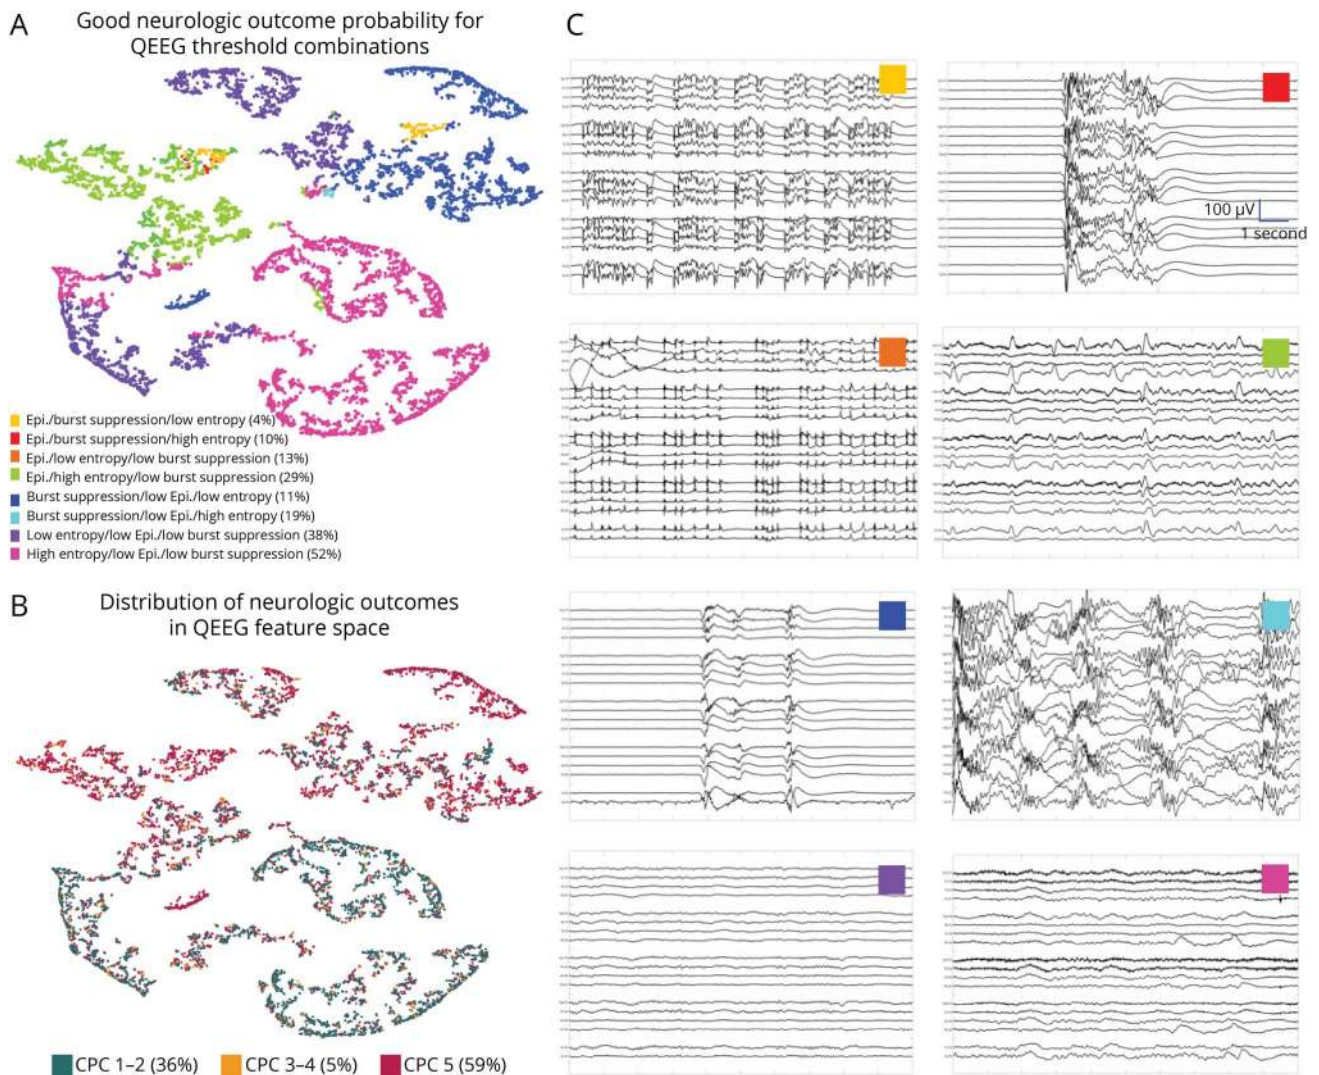 A
Good neurologic outcome probability for
QEEG threshold combinations
Epi./burst suppression/low entropy (4%)
Epi./burst suppression/high entropy (10%)
Epi./low entropy/low burst suppression (13%)
Epi./high entropy/low burst suppression (29%)
Burst suppression/low Epi./low entropy (11%)
Burst suppression/low Epi./high entropy (19%)
Low entropy/low Epi./low burst suppression (38%)
High entropy/low Epi./low burst suppression (52%)
B
Distribution of neurologic outcomes
in QEEG feature space
CPC 1–2 (36%)
CPC 3–4 (5%)
CPC 5 (59%)
C
100 μV
1 second